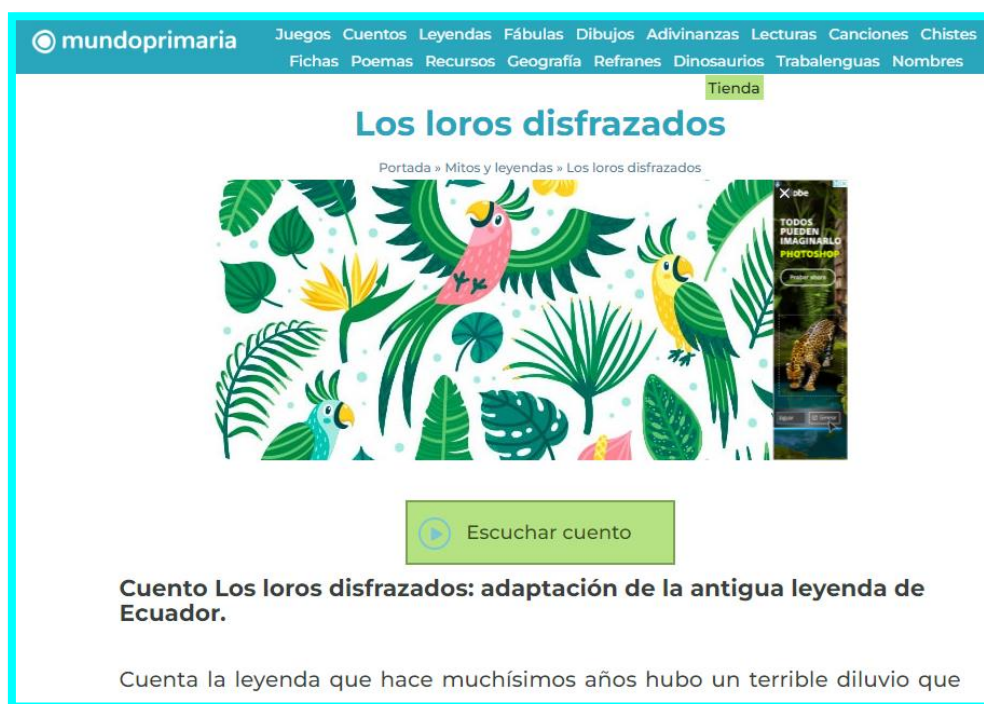 mundoprimaria
Juegos Cuentos Leyendas Fábulas Dibujos Adivinanzas Lecturas Canciones Chistes
Fichas Poemas Recursos Geografía Refranes Dinosaurios Trabalenguas Nombres
Tienda
Los loros disfrazados
Portada » Mitos y leyendas » Los loros disfrazados
TODOS
PUEDEN
IMAGINARLO
PHOTOSHOP
Probar ahora
Escuchar cuento
Cuento Los loros disfrazados: adaptación de la antigua leyenda de
Ecuador.
Cuenta la leyenda que hace muchísimos años hubo un terrible diluvio que